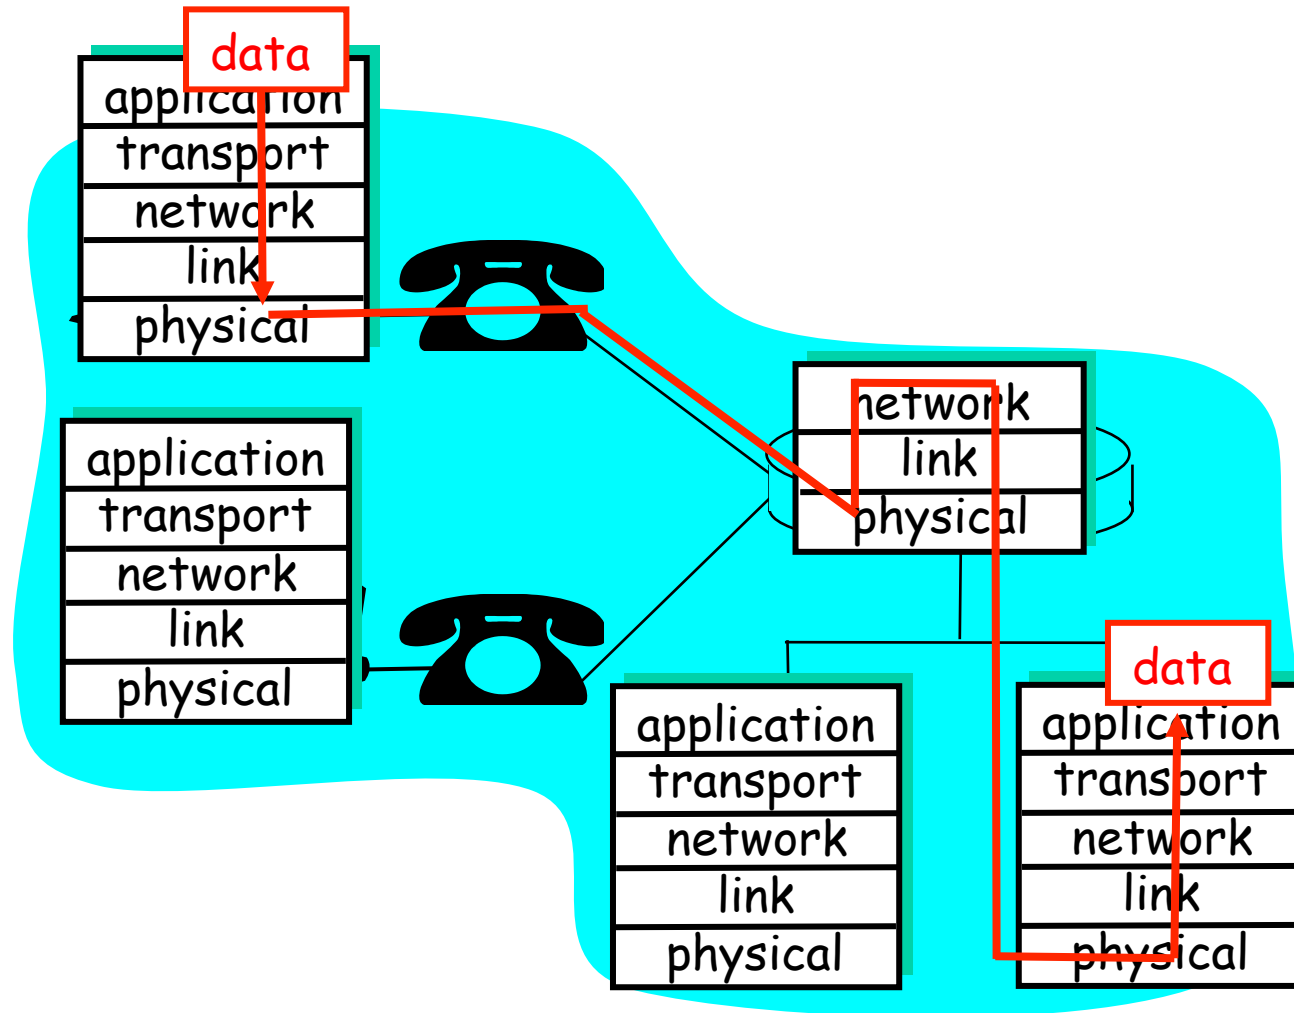 data
application
transport
network
link
physical
application
transport
network
link
physical
network
link
physical
application
transport
network
link
physical
data
application
transport
network
link
physical